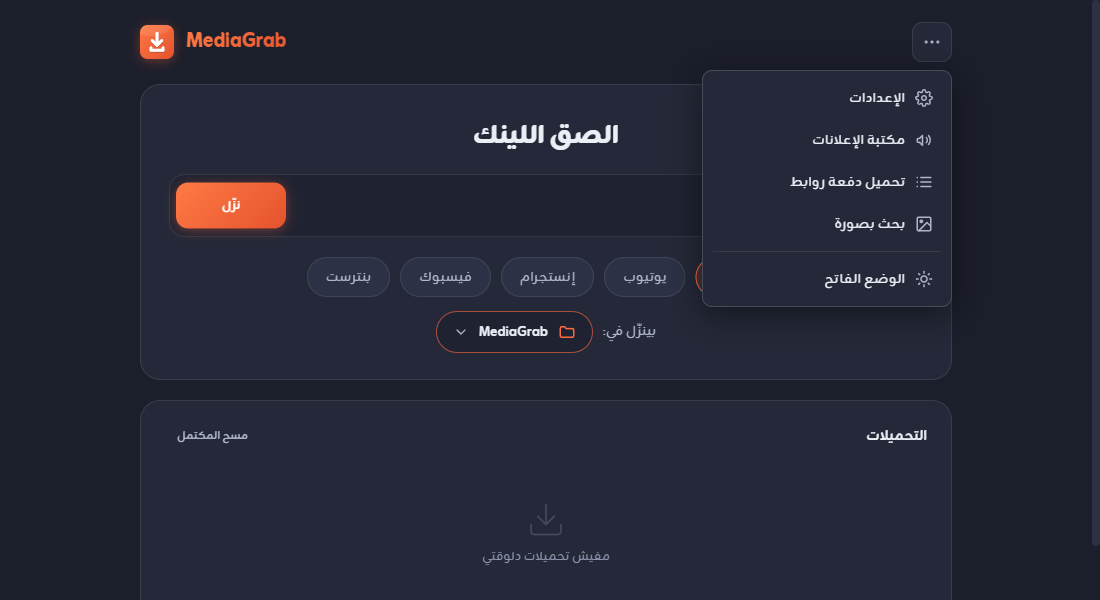 MediaGrab
الإعدادات
مكتبة الإعلانات
تحميل دفعة روابط
بحث بصورة
الوضع الفاتح
الصق اللينك
نزّل
يوتيوب
إنستجرام
فيسبوك
بنترست
بينزّل في:
MediaGrab
التحميلات
مسح المكتمل
مفيش تحميلات دلوقتي